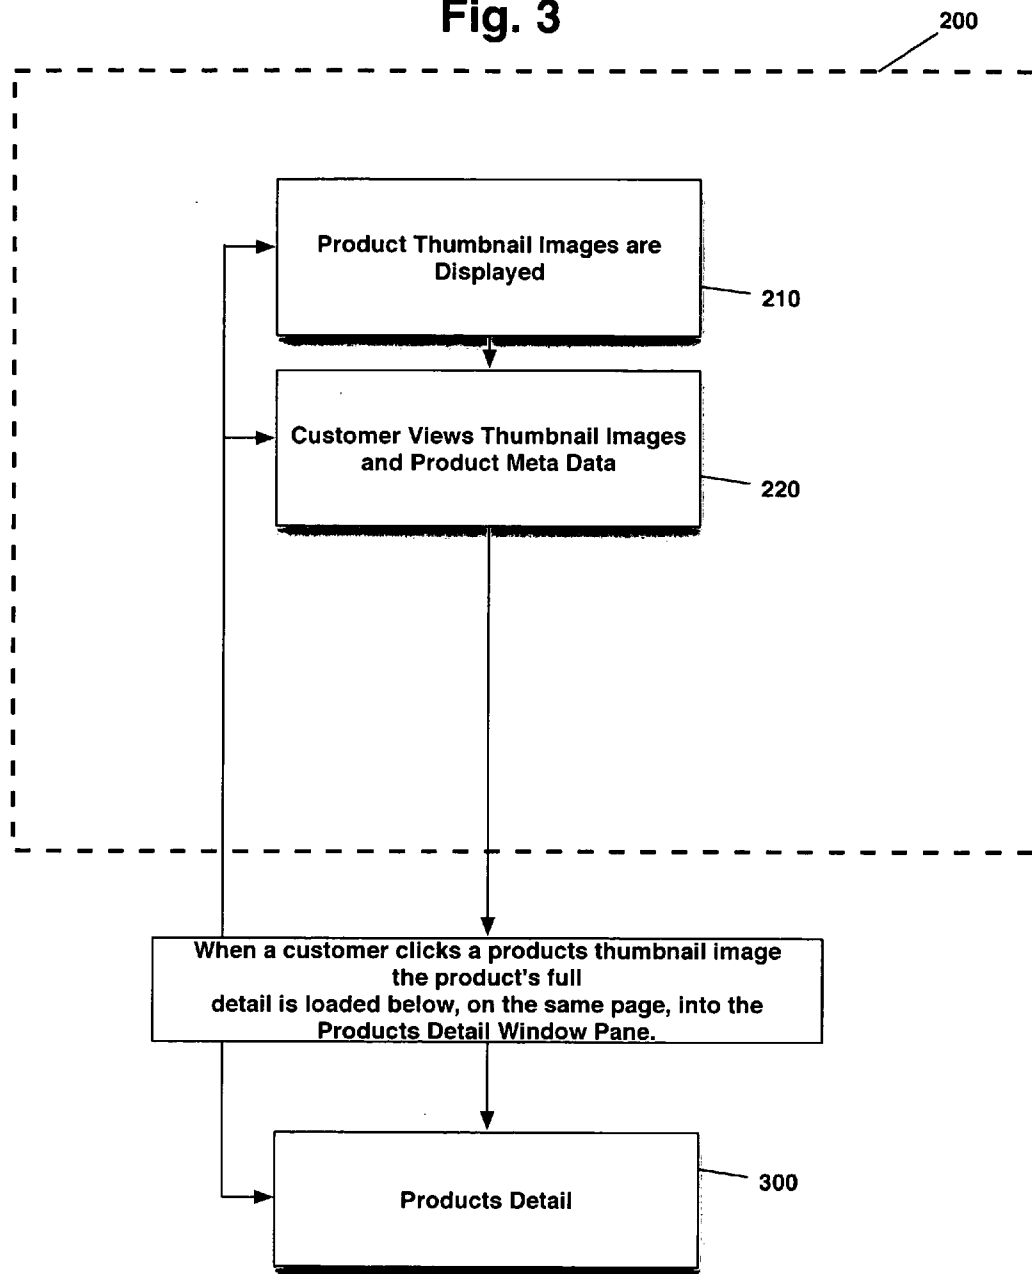 Fig. 3
200
Product Thumbnail Images are
Displayed
210
Customer Views Thumbnail Images
and Product Meta Data
220
When a customer clicks a products thumbnail image
the product's full
detail is loaded below, on the same page, into the
Products Detail Window Pane.
Products Detail
300